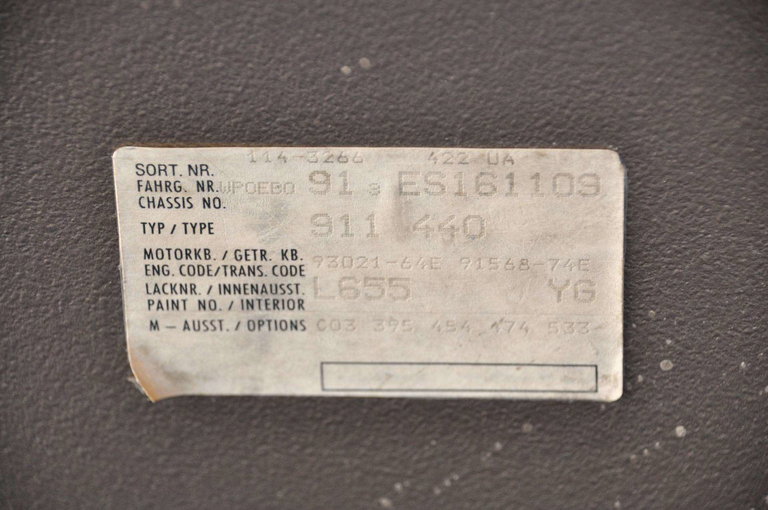 114-3266 422 UA
SORT. NR.
FAHRG. NR. WPOEBO 91 ES161109
CHASSIS NO.
TYP / TYPE 911 440
MOTORKB. / GETR. KB. 93021-64E 91568-74E
ENG. CODE/TRANS. CODE
LACKNR. / INNENAUSST. L655 YG
PAINT NO. / INTERIOR
M – AUSST. / OPTIONS C03 395 454 474 533-